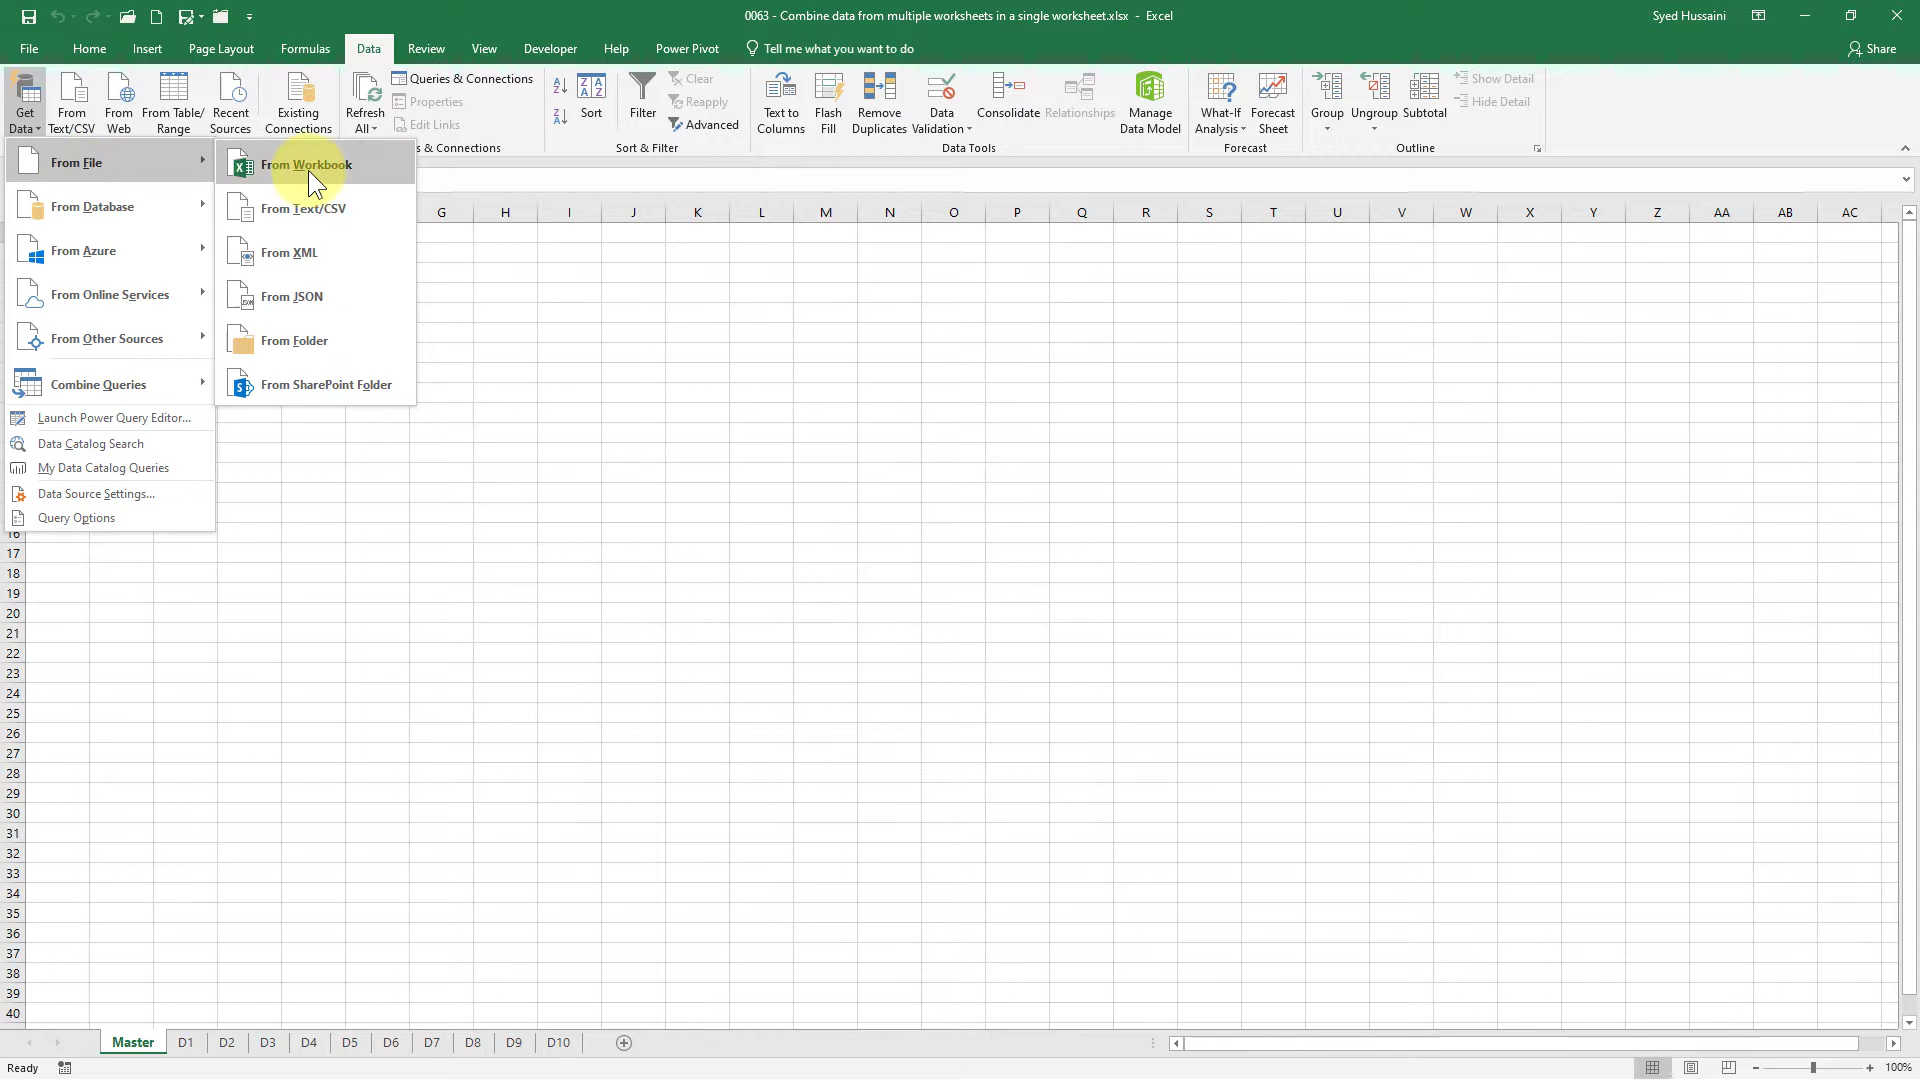 0063 - Combine data from multiple worksheets in a single worksheet.xlsx - Excel
Syed Hussaini
File Home Insert Page Layout Formulas Data Review View Developer Help Power Pivot Tell me what you want to do
Share
Get Data
From Text/CSV
From Web
From Table/ Range
Recent Sources
Existing Connections
Refresh All
Queries & Connections
Properties
Edit Links
s & Connections
Sort
Filter
Clear
Reapply
Advanced
Sort & Filter
Text to Columns
Flash Fill
Remove Duplicates
Data Validation
Consolidate
Relationships
Manage Data Model
Data Tools
What-If Analysis
Forecast Sheet
Forecast
Group
Ungroup
Subtotal
Show Detail
Hide Detail
Outline
From File
From Database
From Azure
From Online Services
From Other Sources
Combine Queries
Launch Power Query Editor...
Data Catalog Search
My Data Catalog Queries
Data Source Settings...
Query Options
From Workbook
From Text/CSV
From XML
From JSON
From Folder
From SharePoint Folder
G H I J K L M N O P Q R S T U V W X Y Z AA AB AC
16
17
18
19
20
21
22
23
24
25
26
27
28
29
30
31
32
33
34
35
36
37
38
39
40
Master D1 D2 D3 D4 D5 D6 D7 D8 D9 D10
Ready
100%